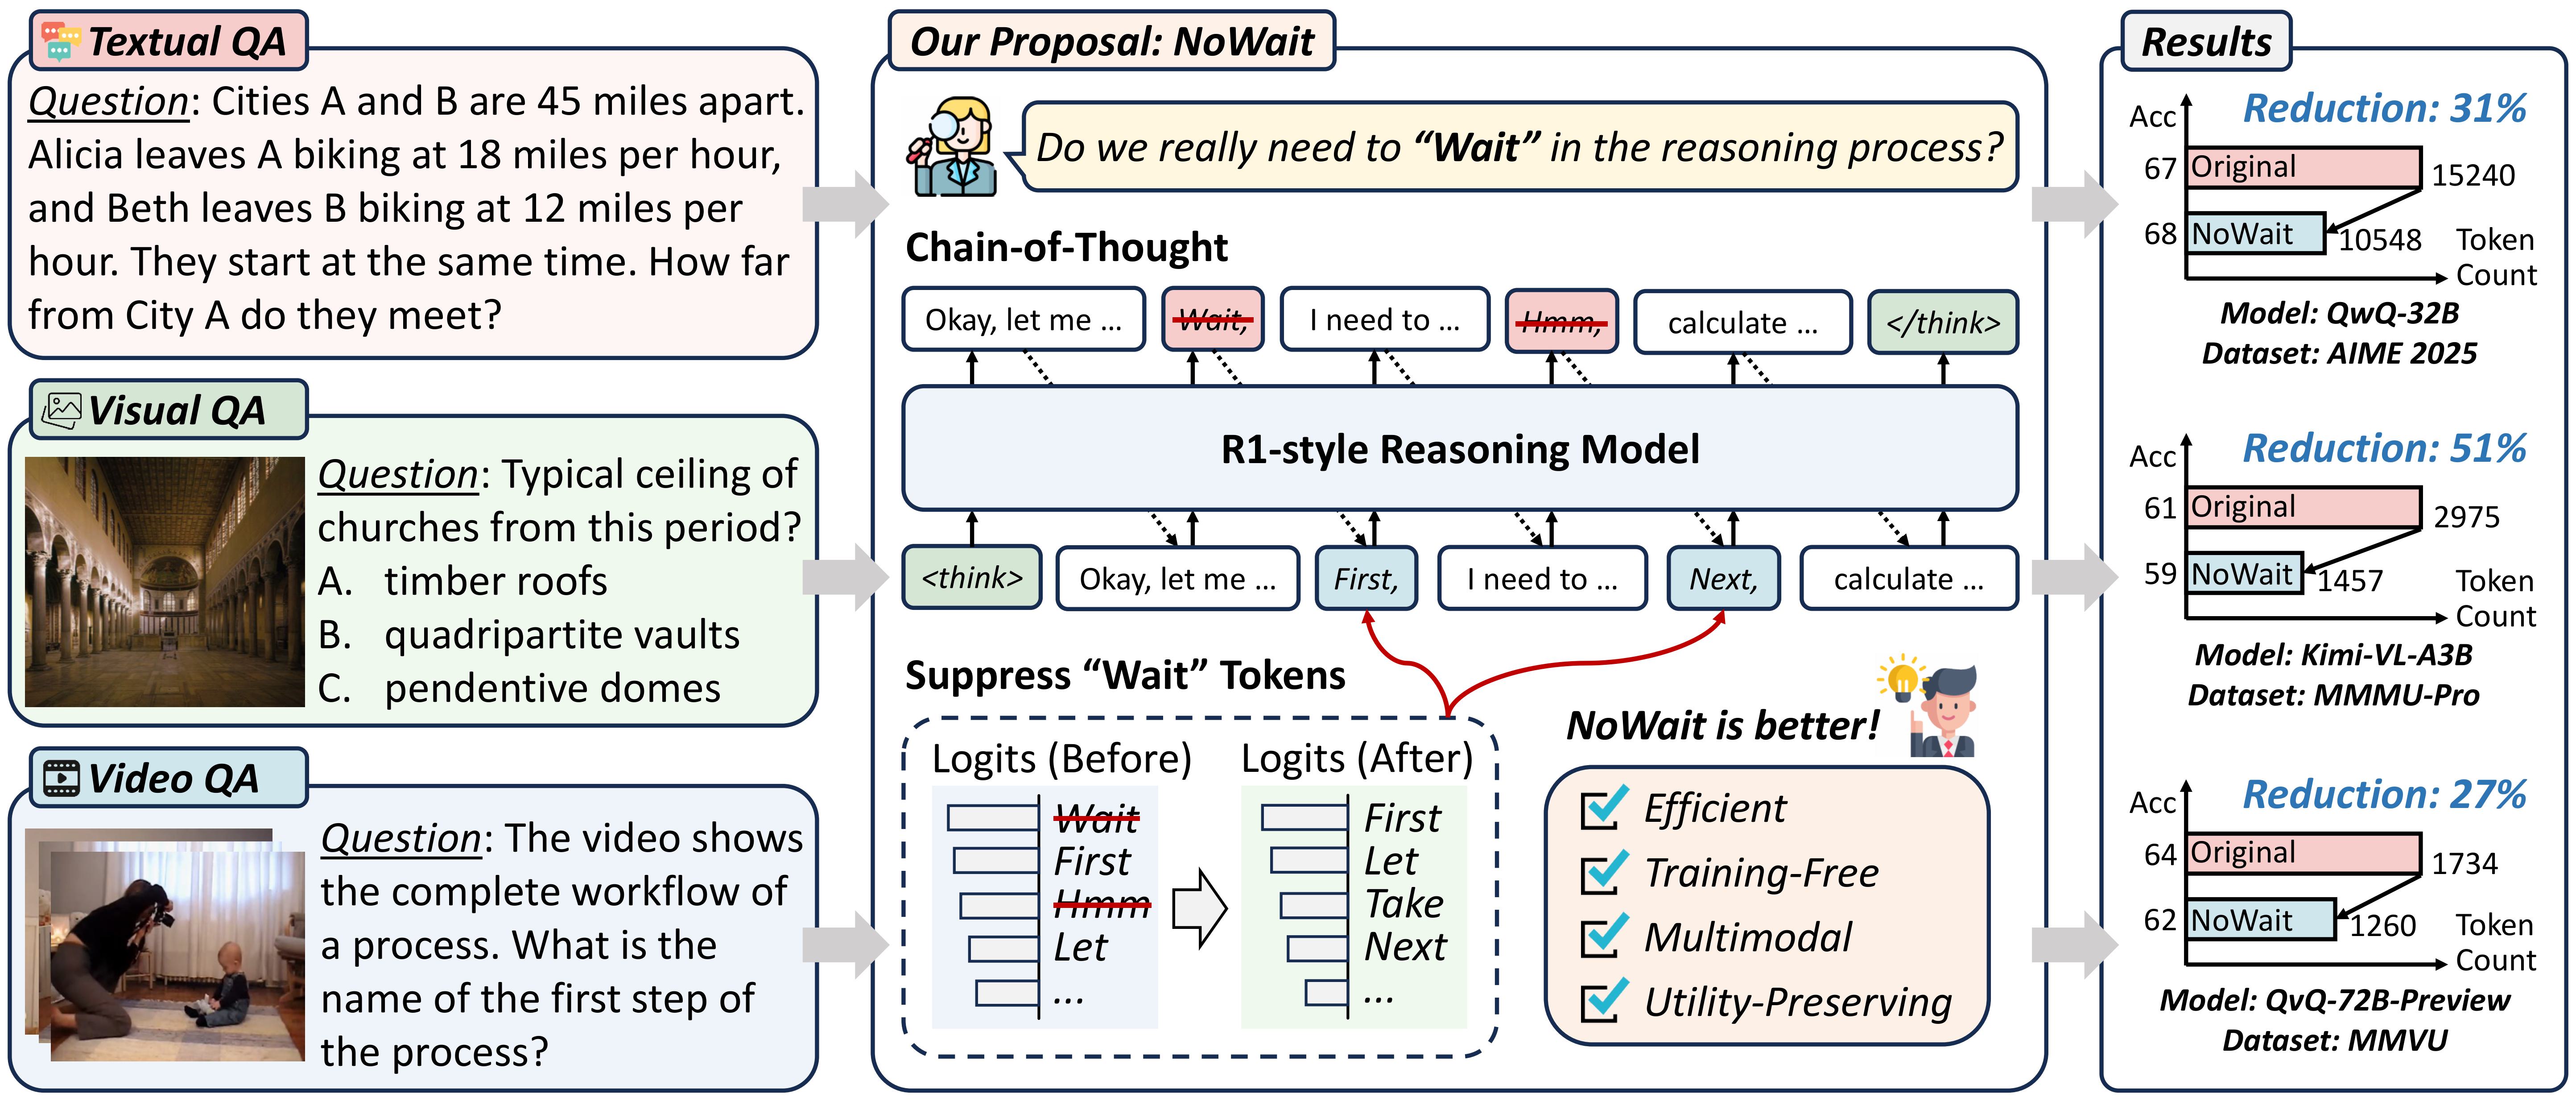 Textual QA
Question: Cities A and B are 45 miles apart.
Alicia leaves A biking at 18 miles per hour,
and Beth leaves B biking at 12 miles per
hour. They start at the same time. How far
from City A do they meet?
Visual QA
Question: Typical ceiling of
churches from this period?
A. timber roofs
B. quadripartite vaults
C. pendentive domes
Video QA
Question: The video shows
the complete workflow of
a process. What is the
name of the first step of
the process?
Our Proposal: NoWait
Do we really need to “Wait” in the reasoning process?
Chain-of-Thought
Okay, let me ... Wait, I need to ... Hmm, calculate ... </think>
R1-style Reasoning Model
<think> Okay, let me ... First, I need to ... Next, calculate ...
Suppress “Wait” Tokens
Logits (Before)
Wait
First
Hmm
Let
...
Logits (After)
First
Let
Take
Next
...
NoWait is better!
Efficient
Training-Free
Multimodal
Utility-Preserving
Results
Reduction: 31%
Acc
67 Original 15240
68 NoWait 10548
Token
Count
Model: QwQ-32B
Dataset: AIME 2025
Reduction: 51%
Acc
61 Original 2975
59 NoWait 1457
Token
Count
Model: Kimi-VL-A3B
Dataset: MMMU-Pro
Reduction: 27%
Acc
64 Original 1734
62 NoWait 1260
Token
Count
Model: QvQ-72B-Preview
Dataset: MMVU